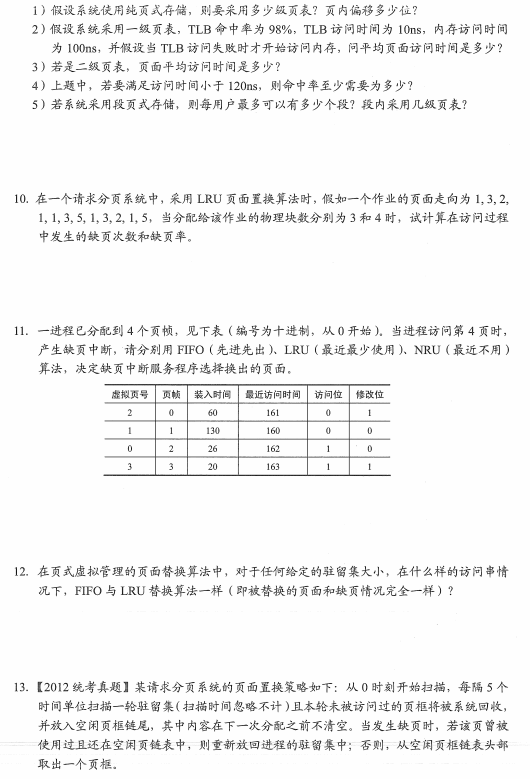 1）假设系统使用纯页式存储，则要采用多少级页表？页内偏移多少位？
2）假设系统采用一级页表，TLB 命中率为 98%，TLB 访问时间为 10ns，内存访问时间
为 100ns，并假设当 TLB 访问失败时才开始访问内存，问平均页面访问时间是多少？
3）若是二级页表，页面平均访问时间是多少？
4）上题中，若要满足访问时间小于 120ns，则命中率至少需要为多少？
5）若系统采用段页式存储，则每用户最多可以有多少个段？段内采用几级页表？
10. 在一个请求分页系统中，采用 LRU 页面置换算法时，假如一个作业的页面走向为 1, 3, 2,
1, 1, 3, 5, 1, 3, 2, 1, 5，当分配给该作业的物理块数分别为 3 和 4 时，试计算在访问过程
中发生的缺页次数和缺页率。
11. 一进程已分配到 4 个页帧，见下表（编号为十进制，从 0 开始）。当进程访问第 4 页时，
产生缺页中断，请分别用 FIFO（先进先出）、LRU（最近最少使用）、NRU（最近不用）
算法，决定缺页中断服务程序选择换出的页面。
虚拟页号 页帧 装入时间 最近访问时间 访问位 修改位
2 0 60 161 0 1
1 1 130 160 0 0
0 2 26 162 1 0
3 3 20 163 1 1
12. 在页式虚拟管理的页面替换算法中，对于任何给定的驻留集大小，在什么样的访问串情
况下，FIFO 与 LRU 替换算法一样（即被替换的页面和缺页情况完全一样）？
13.【2012 统考真题】某请求分页系统的页面置换策略如下：从 0 时刻开始扫描，每隔 5 个
时间单位扫描一轮驻留集（扫描时间忽略不计）且本轮未被访问过的页框将被系统回收，
并放入空闲页框链尾，其中内容在下一次分配之前不清空。当发生缺页时，若该页曾被
使用过且还在空闲页链表中，则重新放回进程的驻留集中；否则，从空闲页框链表头部
取出一个页框。